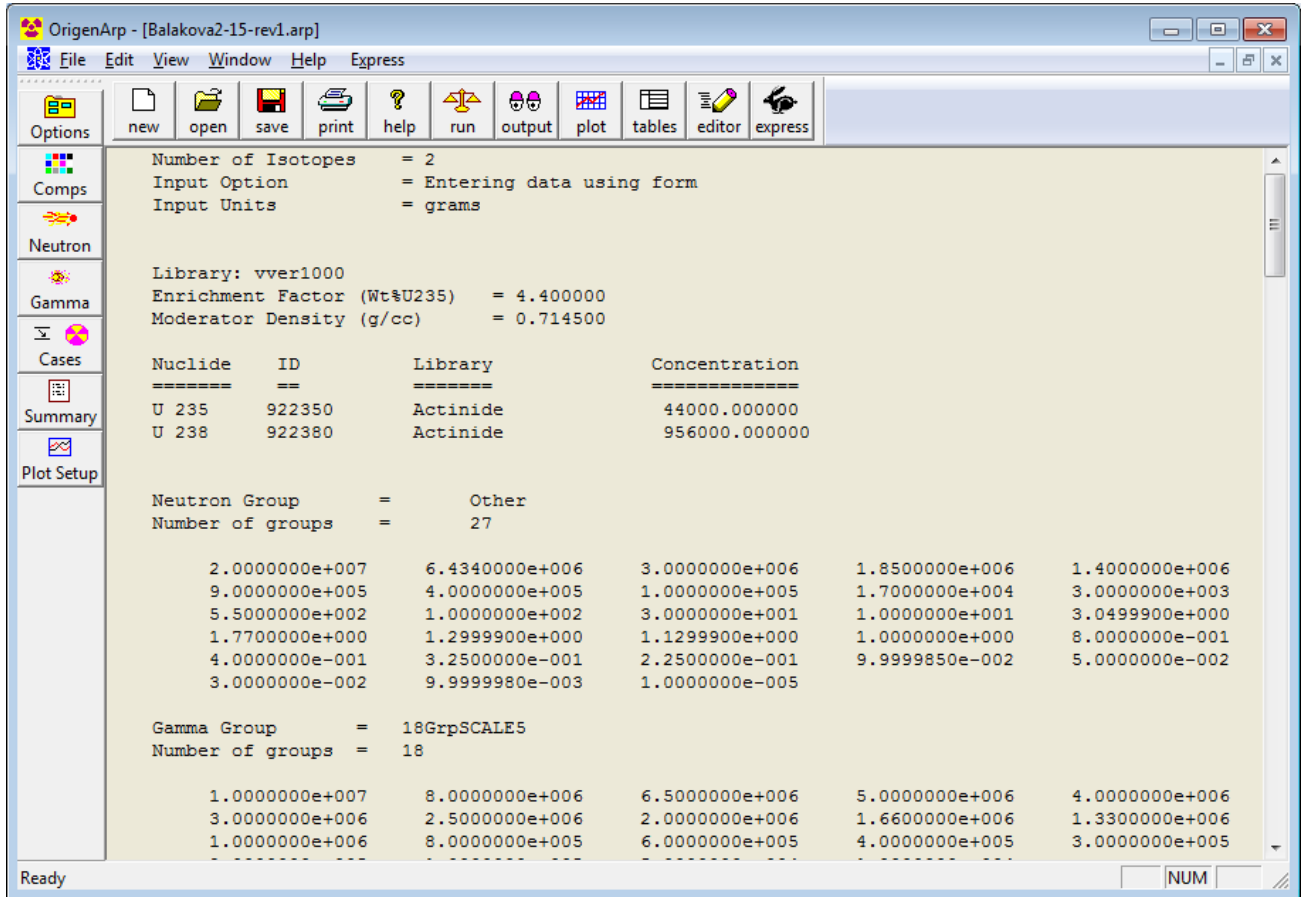 OrigenArp - [Balakova2-15-rev1.arp]
File Edit View Window Help Express
Options new open save print help run output plot tables editor express
Comps
Neutron
Gamma
Cases
Summary
Plot Setup
Number of Isotopes = 2
Input Option = Entering data using form
Input Units = grams
Library: vver1000
Enrichment Factor (Wt%U235) = 4.400000
Moderator Density (g/cc) = 0.714500
Nuclide ID Library Concentration
======= == ======= =============
U 235 922350 Actinide 44000.000000
U 238 922380 Actinide 956000.000000
Neutron Group = Other
Number of groups = 27
2.0000000e+007 6.4340000e+006 3.0000000e+006 1.8500000e+006 1.4000000e+006
9.0000000e+005 4.0000000e+005 1.0000000e+005 1.7000000e+004 3.0000000e+003
5.5000000e+002 1.0000000e+002 3.0000000e+001 1.0000000e+001 3.0499900e+000
1.7700000e+000 1.2999900e+000 1.1299900e+000 1.0000000e+000 8.0000000e-001
4.0000000e-001 3.2500000e-001 2.2500000e-001 9.9999850e-002 5.0000000e-002
3.0000000e-002 9.9999980e-003 1.0000000e-005
Gamma Group = 18GrpSCALE5
Number of groups = 18
1.0000000e+007 8.0000000e+006 6.5000000e+006 5.0000000e+006 4.0000000e+006
3.0000000e+006 2.5000000e+006 2.0000000e+006 1.6600000e+006 1.3300000e+006
1.0000000e+006 8.0000000e+005 6.0000000e+005 4.0000000e+005 3.0000000e+005
Ready NUM